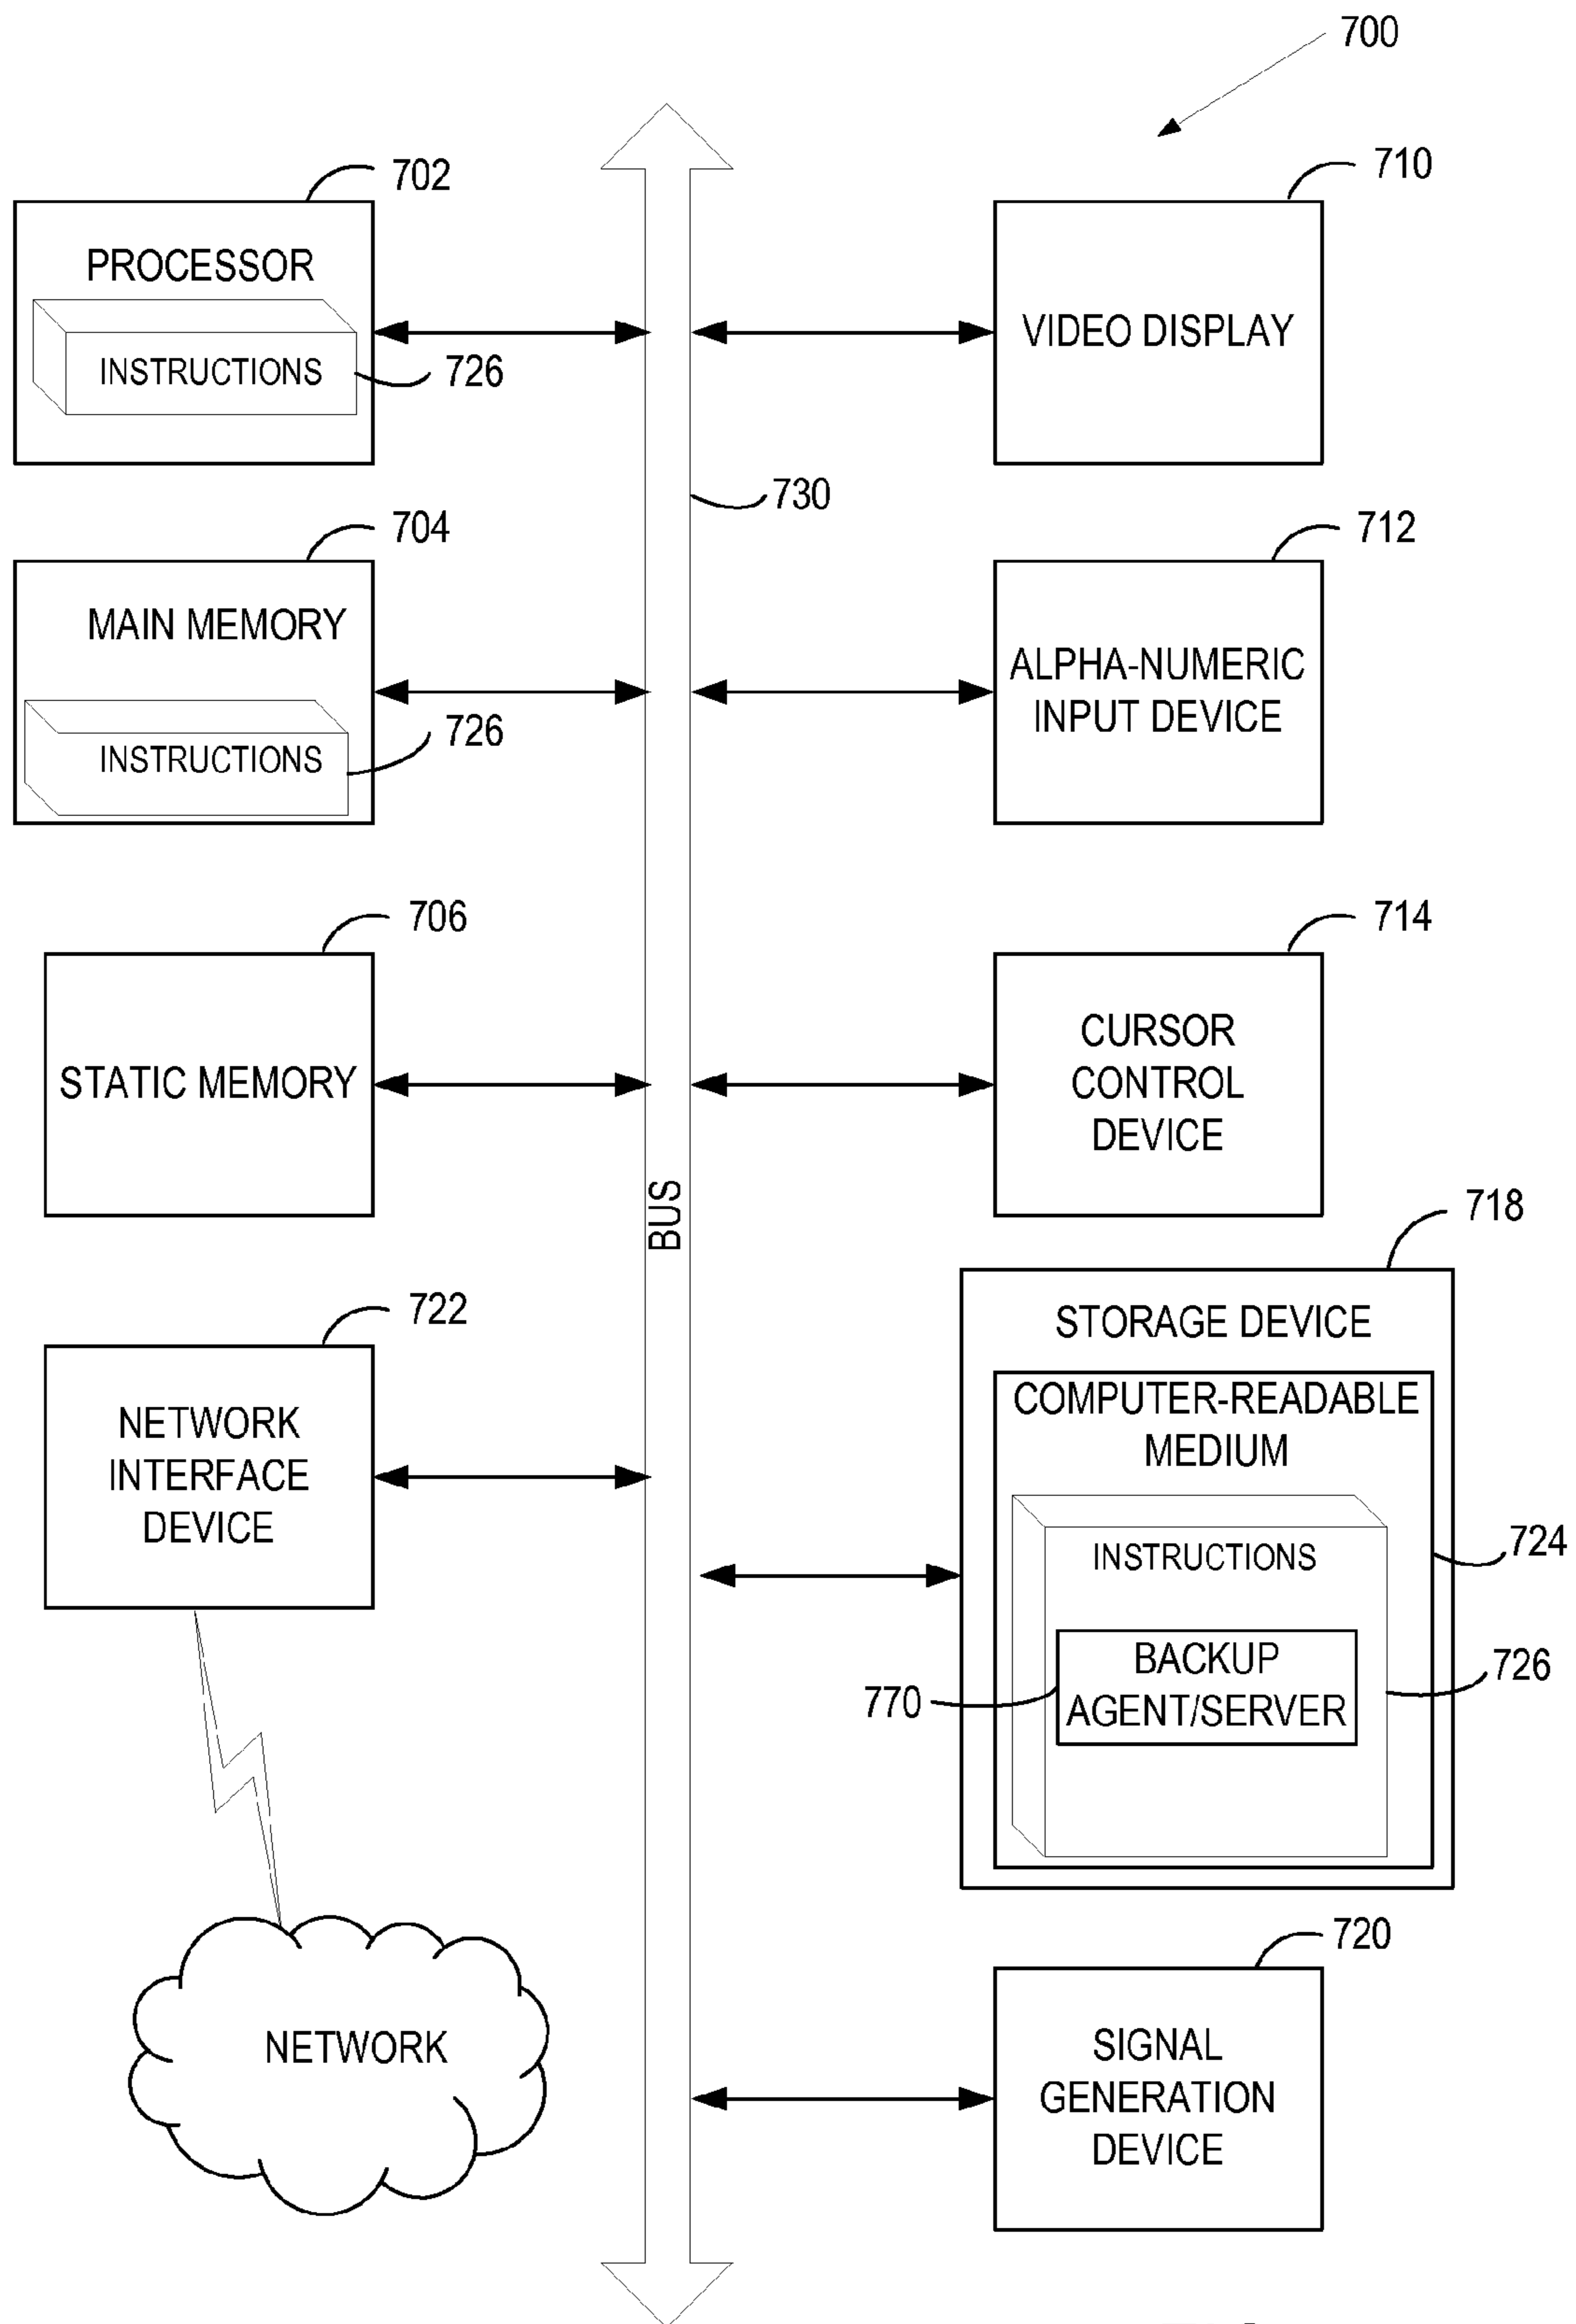 700
702
PROCESSOR
INSTRUCTIONS
726
710
VIDEO DISPLAY
730
704
MAIN MEMORY
INSTRUCTIONS
726
712
ALPHA-NUMERIC
INPUT DEVICE
706
STATIC MEMORY
714
CURSOR
CONTROL
DEVICE
BUS
722
NETWORK
INTERFACE
DEVICE
718
STORAGE DEVICE
COMPUTER-READABLE
MEDIUM
INSTRUCTIONS
724
BACKUP
AGENT/SERVER
726
770
NETWORK
720
SIGNAL
GENERATION
DEVICE